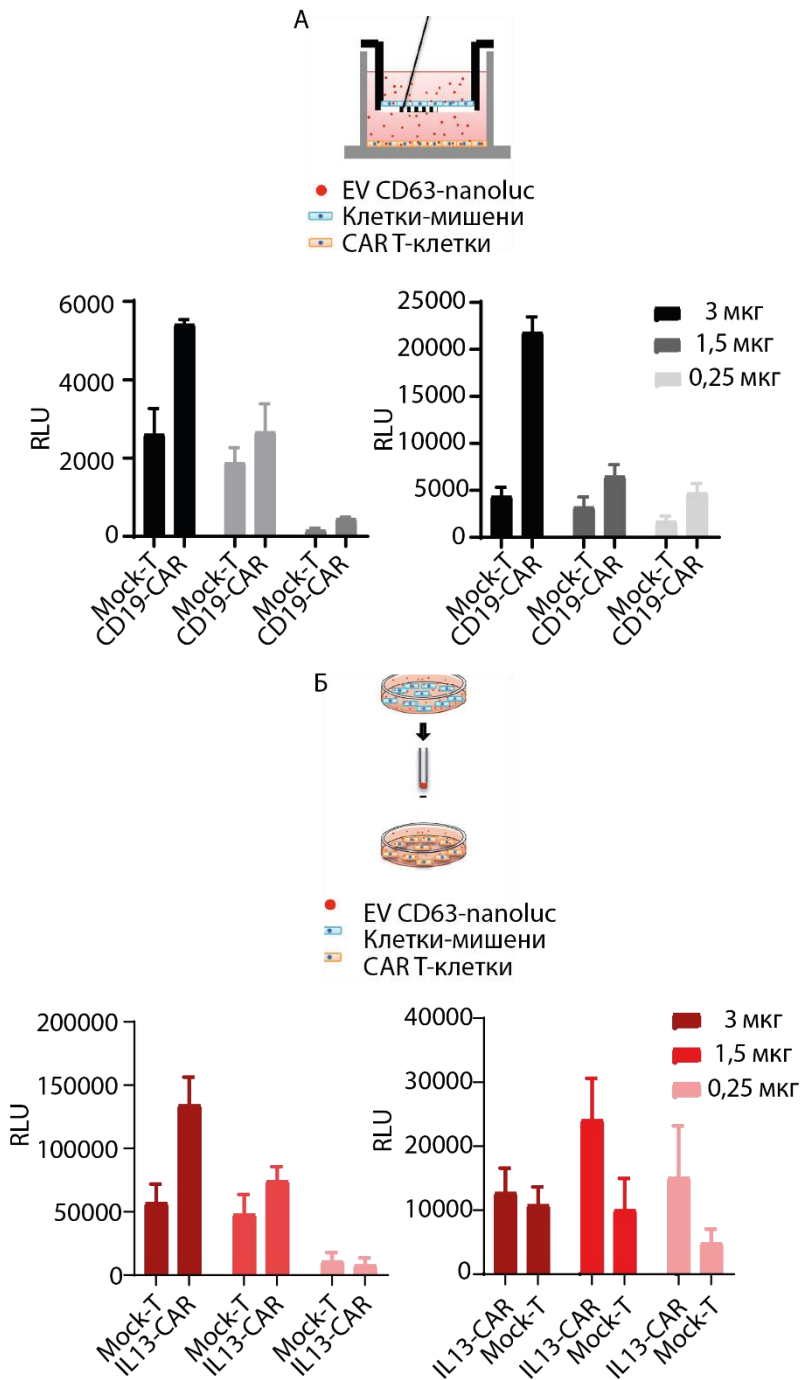 А
EV CD63-nanoluc
Клетки-мишени
CAR T-клетки
6000
4000
2000
0
RLU
Mock-T
CD19-CAR
Mock-T
CD19-CAR
Mock-T
CD19-CAR
25000
20000
15000
10000
5000
0
RLU
3 мкг
1,5 мкг
0,25 мкг
Mock-T
CD19-CAR
Mock-T
CD19-CAR
Mock-T
CD19-CAR
Б
EV CD63-nanoluc
Клетки-мишени
CAR T-клетки
200000
150000
100000
50000
0
RLU
Mock-T
IL13-CAR
Mock-T
IL13-CAR
Mock-T
IL13-CAR
40000
30000
20000
10000
0
RLU
3 мкг
1,5 мкг
0,25 мкг
IL13-CAR
Mock-T
IL13-CAR
Mock-T
IL13-CAR
Mock-T